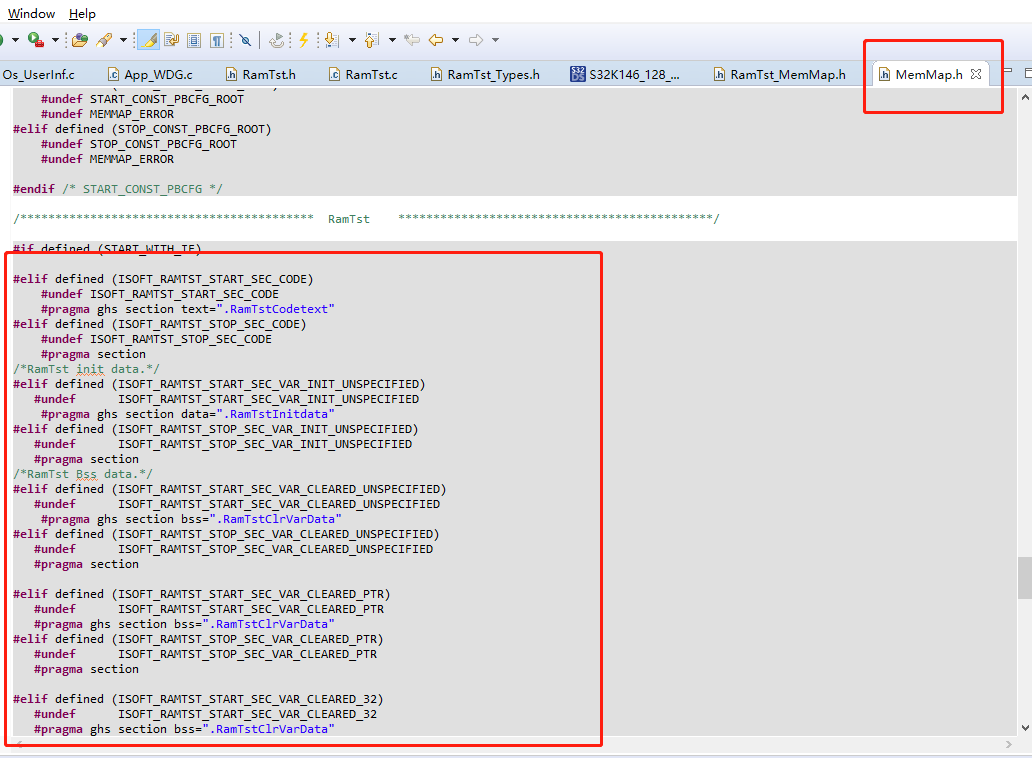 Window Help
Os_UserInf.c App_WDG.c RamTst.h RamTst.c RamTst_Types.h S32K146_128_... RamTst_MemMap.h MemMap.h
#undef START_CONST_PBCFG_ROOT
#undef MEMMAP_ERROR
#elif defined (STOP_CONST_PBCFG_ROOT)
#undef STOP_CONST_PBCFG_ROOT
#undef MEMMAP_ERROR
#endif /* START_CONST_PBCFG */
/****************************************** RamTst *********************************************/
#if defined (START_WITH_IF)
#elif defined (ISOFT_RAMTST_START_SEC_CODE)
#undef ISOFT_RAMTST_START_SEC_CODE
#pragma ghs section text=".RamTstCodetext"
#elif defined (ISOFT_RAMTST_STOP_SEC_CODE)
#undef ISOFT_RAMTST_STOP_SEC_CODE
#pragma section
/*RamTst init data.*/
#elif defined (ISOFT_RAMTST_START_SEC_VAR_INIT_UNSPECIFIED)
#undef ISOFT_RAMTST_START_SEC_VAR_INIT_UNSPECIFIED
#pragma ghs section data=".RamTstInitdata"
#elif defined (ISOFT_RAMTST_STOP_SEC_VAR_INIT_UNSPECIFIED)
#undef ISOFT_RAMTST_STOP_SEC_VAR_INIT_UNSPECIFIED
#pragma section
/*RamTst Bss data.*/
#elif defined (ISOFT_RAMTST_START_SEC_VAR_CLEARED_UNSPECIFIED)
#undef ISOFT_RAMTST_START_SEC_VAR_CLEARED_UNSPECIFIED
#pragma ghs section bss=".RamTstClrVarData"
#elif defined (ISOFT_RAMTST_STOP_SEC_VAR_CLEARED_UNSPECIFIED)
#undef ISOFT_RAMTST_STOP_SEC_VAR_CLEARED_UNSPECIFIED
#pragma section
#elif defined (ISOFT_RAMTST_START_SEC_VAR_CLEARED_PTR)
#undef ISOFT_RAMTST_START_SEC_VAR_CLEARED_PTR
#pragma ghs section bss=".RamTstClrVarData"
#elif defined (ISOFT_RAMTST_STOP_SEC_VAR_CLEARED_PTR)
#undef ISOFT_RAMTST_STOP_SEC_VAR_CLEARED_PTR
#pragma section
#elif defined (ISOFT_RAMTST_START_SEC_VAR_CLEARED_32)
#undef ISOFT_RAMTST_START_SEC_VAR_CLEARED_32
#pragma ghs section bss=".RamTstClrVarData"